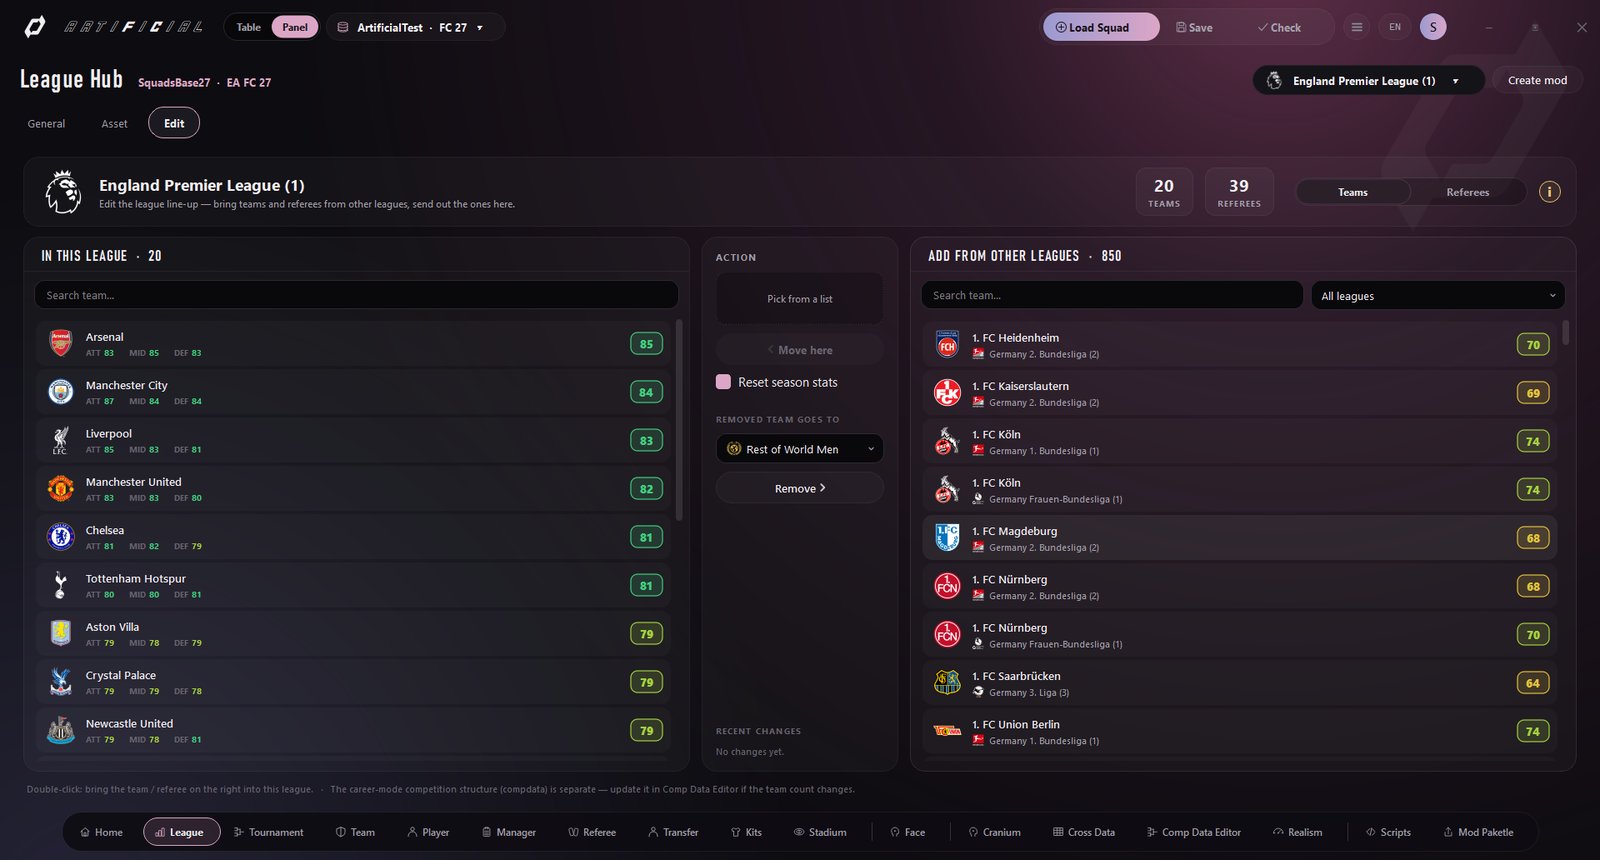 ARTIFICIAL
Table
Panel
ArtificialTest · FC 27
Load Squad
Save
Check
EN
S
League Hub
SquadsBase27 · EA FC 27
England Premier League (1)
Create mod
General
Asset
Edit
England Premier League (1)
Edit the league line-up — bring teams and referees from other leagues, send out the ones here.
20
TEAMS
39
REFEREES
Teams
Referees
i
IN THIS LEAGUE · 20
Search team...
Arsenal
ATT 83 MID 85 DEF 83
85
Manchester City
ATT 87 MID 84 DEF 84
84
Liverpool
ATT 85 MID 83 DEF 81
83
Manchester United
ATT 83 MID 83 DEF 80
82
Chelsea
ATT 81 MID 82 DEF 79
81
Tottenham Hotspur
ATT 80 MID 80 DEF 81
81
Aston Villa
ATT 79 MID 78 DEF 79
79
Crystal Palace
ATT 79 MID 79 DEF 78
79
Newcastle United
ATT 79 MID 78 DEF 81
79
ACTION
Pick from a list
Move here
Reset season stats
REMOVED TEAM GOES TO
Rest of World Men
Remove
RECENT CHANGES
No changes yet.
ADD FROM OTHER LEAGUES · 850
Search team...
All leagues
1. FC Heidenheim
Germany 2. Bundesliga (2)
70
1. FC Kaiserslautern
Germany 2. Bundesliga (2)
69
1. FC Köln
Germany 1. Bundesliga (1)
74
1. FC Köln
Germany Frauen-Bundesliga (1)
74
1. FC Magdeburg
Germany 2. Bundesliga (2)
68
1. FC Nürnberg
Germany 2. Bundesliga (2)
68
1. FC Nürnberg
Germany Frauen-Bundesliga (1)
70
1. FC Saarbrücken
Germany 3. Liga (3)
64
1. FC Union Berlin
Germany 1. Bundesliga (1)
74
Double-click: bring the team / referee on the right into this league. · The career-mode competition structure (compdata) is separate — update it in Comp Data Editor if the team count changes.
Home
League
Tournament
Team
Player
Manager
Referee
Transfer
Kits
Stadium
Face
Cranium
Cross Data
Comp Data Editor
Realism
Scripts
Mod Paketle